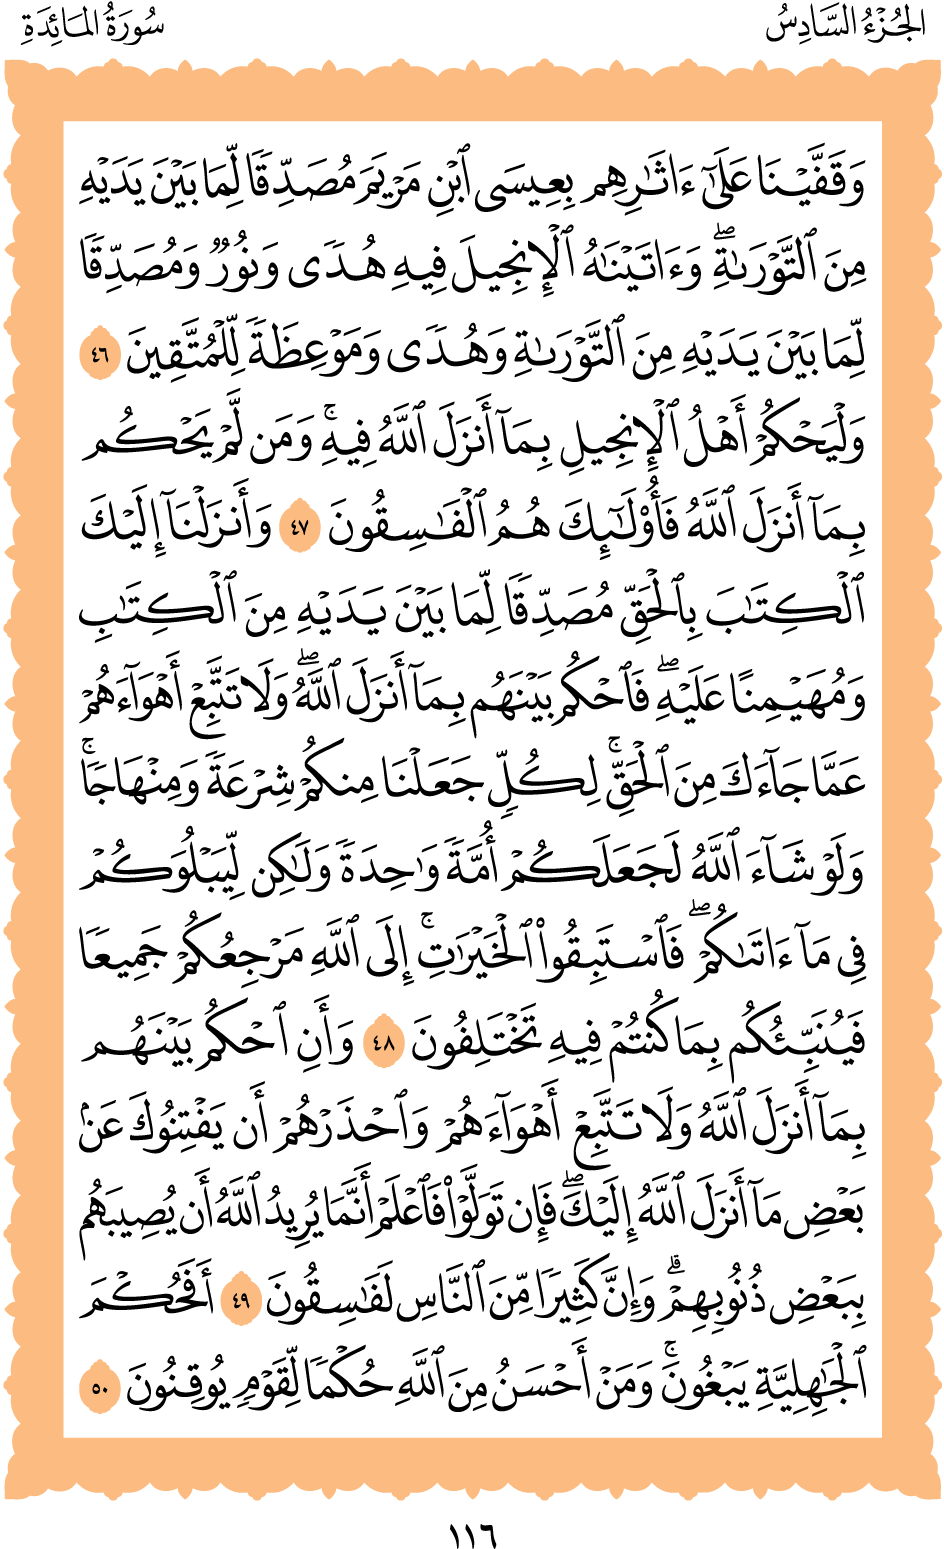 الجُزْءُ السَّادِسُ
سُورَةُ المَائِدَةِ
وَقَفَّيْنَا عَلَىٰٓ ءَاثَٰرِهِم بِعِيسَى ٱبْنِ مَرْيَمَ مُصَدِّقًا لِّمَا بَيْنَ يَدَيْهِ
مِنَ ٱلتَّوْرَىٰةِۖ وَءَاتَيْنَٰهُ ٱلْإِنجِيلَ فِيهِ هُدًى وَنُورٌ وَمُصَدِّقًا
لِّمَا بَيْنَ يَدَيْهِ مِنَ ٱلتَّوْرَىٰةِ وَهُدًى وَمَوْعِظَةً لِّلْمُتَّقِينَ ٤٦
وَلْيَحْكُمْ أَهْلُ ٱلْإِنجِيلِ بِمَآ أَنزَلَ ٱللَّهُ فِيهِۚ وَمَن لَّمْ يَحْكُم
بِمَآ أَنزَلَ ٱللَّهُ فَأُو۟لَٰٓئِكَ هُمُ ٱلْفَٰسِقُونَ ٤٧ وَأَنزَلْنَآ إِلَيْكَ
ٱلْكِتَٰبَ بِٱلْحَقِّ مُصَدِّقًا لِّمَا بَيْنَ يَدَيْهِ مِنَ ٱلْكِتَٰبِ
وَمُهَيْمِنًا عَلَيْهِۖ فَٱحْكُم بَيْنَهُم بِمَآ أَنزَلَ ٱللَّهُۖ وَلَا تَتَّبِعْ أَهْوَآءَهُمْ
عَمَّا جَآءَكَ مِنَ ٱلْحَقِّۚ لِكُلٍّ جَعَلْنَا مِنكُمْ شِرْعَةً وَمِنْهَاجًاۚ
وَلَوْ شَآءَ ٱللَّهُ لَجَعَلَكُمْ أُمَّةً وَٰحِدَةً وَلَٰكِن لِّيَبْلُوَكُمْ
فِى مَآ ءَاتَىٰكُمْۖ فَٱسْتَبِقُوا۟ ٱلْخَيْرَٰتِۚ إِلَى ٱللَّهِ مَرْجِعُكُمْ جَمِيعًا
فَيُنَبِّئُكُم بِمَا كُنتُمْ فِيهِ تَخْتَلِفُونَ ٤٨ وَأَنِ ٱحْكُم بَيْنَهُم
بِمَآ أَنزَلَ ٱللَّهُ وَلَا تَتَّبِعْ أَهْوَآءَهُمْ وَٱحْذَرْهُمْ أَن يَفْتِنُوكَ عَنۢ
بَعْضِ مَآ أَنزَلَ ٱللَّهُ إِلَيْكَۖ فَإِن تَوَلَّوْا۟ فَٱعْلَمْ أَنَّمَا يُرِيدُ ٱللَّهُ أَن يُصِيبَهُم
بِبَعْضِ ذُنُوبِهِمْۗ وَإِنَّ كَثِيرًا مِّنَ ٱلنَّاسِ لَفَٰسِقُونَ ٤٩ أَفَحُكْمَ
ٱلْجَٰهِلِيَّةِ يَبْغُونَۚ وَمَنْ أَحْسَنُ مِنَ ٱللَّهِ حُكْمًا لِّقَوْمٍ يُوقِنُونَ ٥٠
١١٦